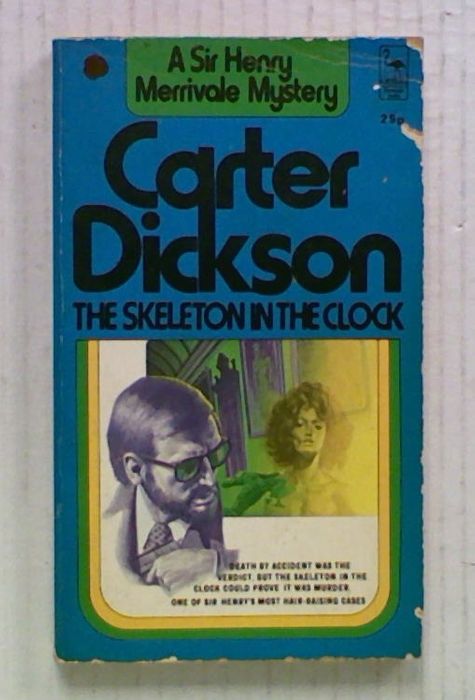 A Sir Henry
Merrivale Mystery
25p
Carter
Dickson
THE SKELETON IN THE CLOCK
DEATH BY ACCIDENT WAS THE
VERDICT, BUT THE SKELETON IN THE
CLOCK COULD PROVE IT WAS MURDER.
ONE OF SIR HENRY'S MOST HAIR-RAISING CASES